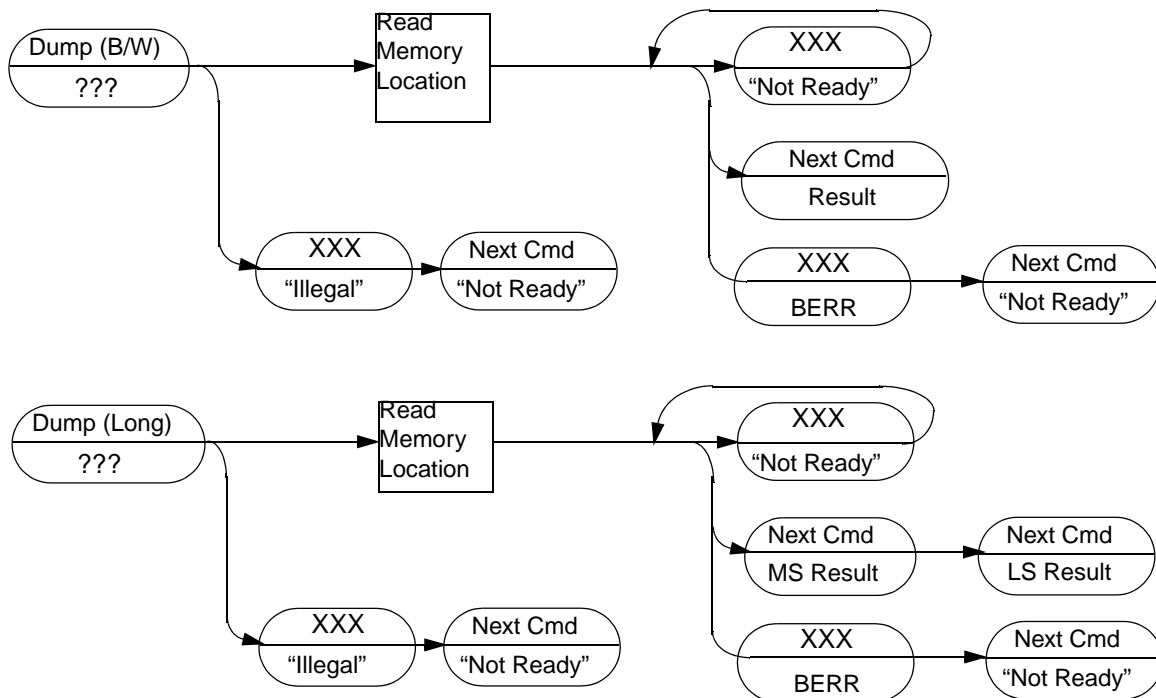 Dump (B/W)
???
Read
Memory
Location
XXX
“Not Ready”
Next Cmd
Result
XXX
“Illegal”
Next Cmd
“Not Ready”
XXX
BERR
Next Cmd
“Not Ready”
Dump (Long)
???
Read
Memory
Location
XXX
“Not Ready”
Next Cmd
MS Result
Next Cmd
LS Result
XXX
“Illegal”
Next Cmd
“Not Ready”
XXX
BERR
Next Cmd
“Not Ready”